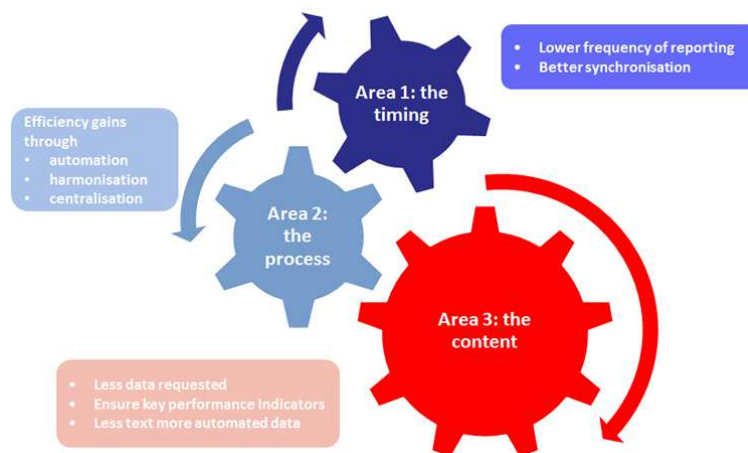 Area 1: the
timing
• Lower frequency of reporting
• Better synchronisation
Efficiency gains
through
• automation
• harmonisation
• centralisation
Area 2:
the
process
Area 3: the
content
• Less data requested
• Ensure key performance Indicators
• Less text more automated data